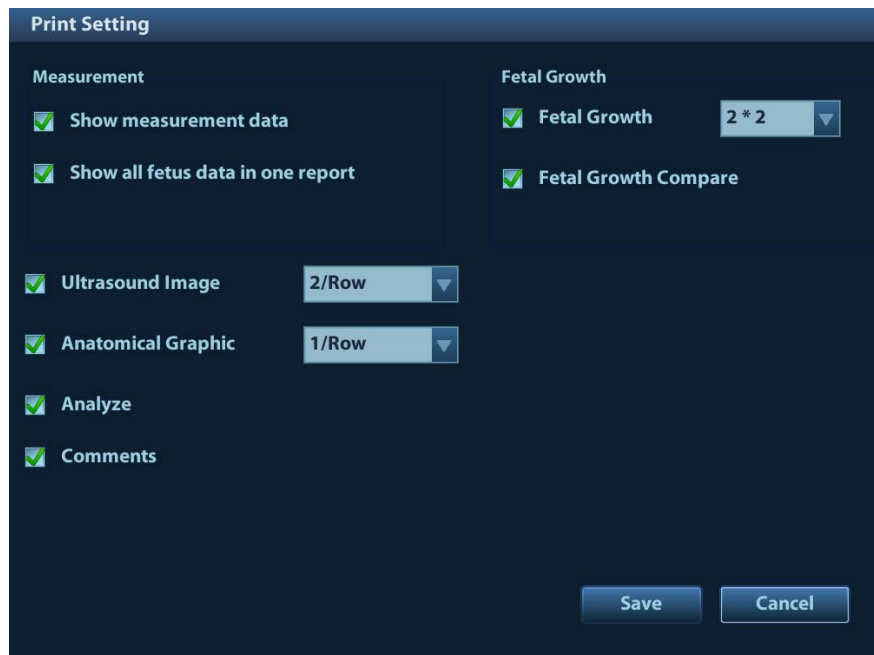 Print Setting
Measurement
Show measurement data
Show all fetus data in one report
Fetal Growth
Fetal Growth 2 * 2
Fetal Growth Compare
Ultrasound Image 2/Row
Anatomical Graphic 1/Row
Analyze
Comments
Save Cancel